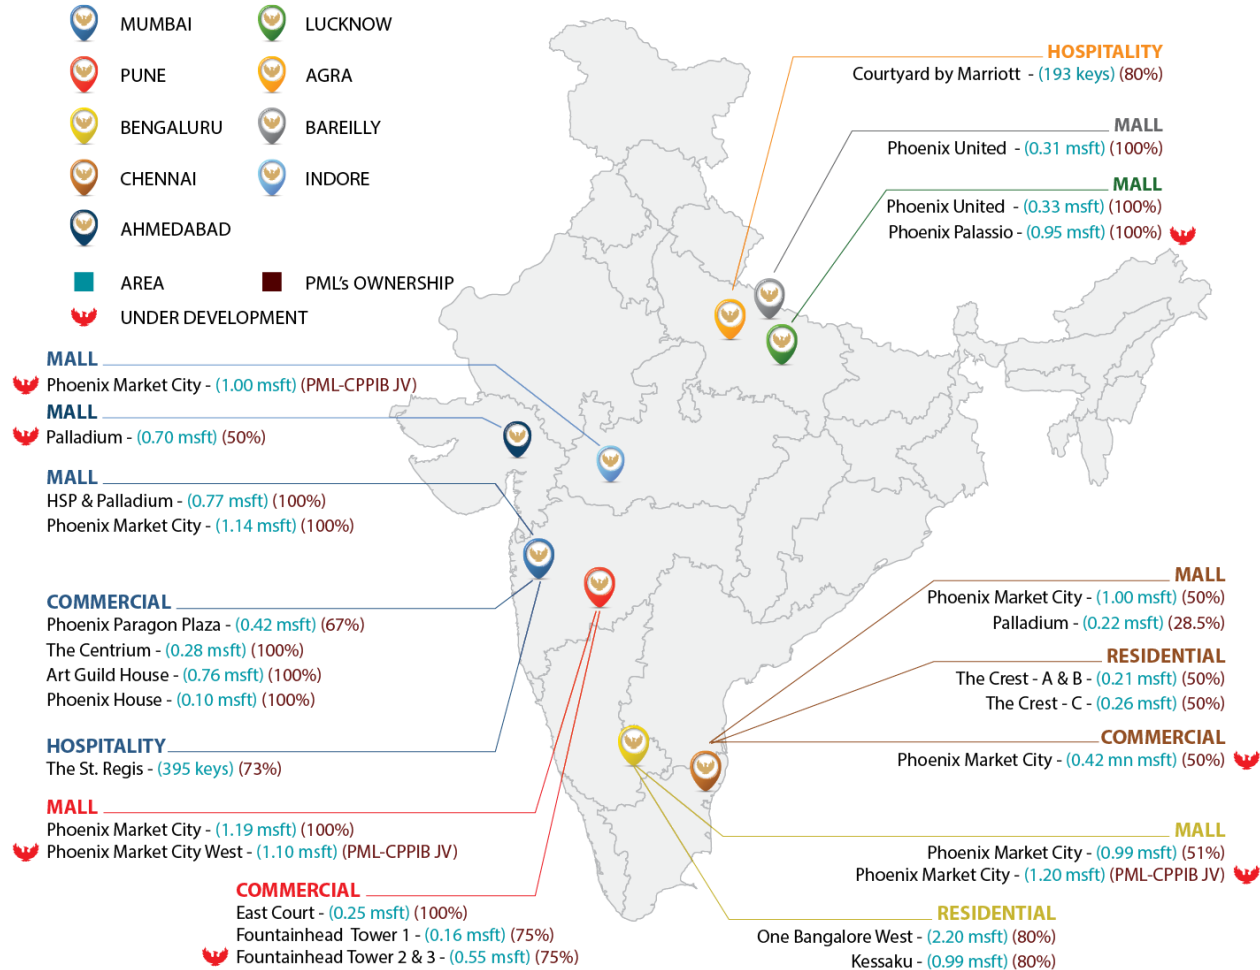 MUMBAI
LUCKNOW
PUNE
AGRA
BENGALURU
BAREILLY
CHENNAI
INDORE
AHMEDABAD
AREA
PML's OWNERSHIP
UNDER DEVELOPMENT
HOSPITALITY
Courtyard by Marriott - (193 keys) (80%)
MALL
Phoenix United - (0.31 msft) (100%)
MALL
Phoenix United - (0.33 msft) (100%)
Phoenix Palassio - (0.95 msft) (100%)
MALL
Phoenix Market City - (1.00 msft) (PML-CPPIB JV)
MALL
Palladium - (0.70 msft) (50%)
MALL
HSP & Palladium - (0.77 msft) (100%)
Phoenix Market City - (1.14 msft) (100%)
COMMERCIAL
Phoenix Paragon Plaza - (0.42 msft) (67%)
The Centrium - (0.28 msft) (100%)
Art Guild House - (0.76 msft) (100%)
Phoenix House - (0.10 msft) (100%)
HOSPITALITY
The St. Regis - (395 keys) (73%)
MALL
Phoenix Market City - (1.19 msft) (100%)
Phoenix Market City West - (1.10 msft) (PML-CPPIB JV)
COMMERCIAL
East Court - (0.25 msft) (100%)
Fountainhead Tower 1 - (0.16 msft) (75%)
Fountainhead Tower 2 & 3 - (0.55 msft) (75%)
MALL
Phoenix Market City - (1.00 msft) (50%)
Palladium - (0.22 msft) (28.5%)
RESIDENTIAL
The Crest - A & B - (0.21 msft) (50%)
The Crest - C - (0.26 msft) (50%)
COMMERCIAL
Phoenix Market City - (0.42 mn msft) (50%)
MALL
Phoenix Market City - (0.99 msft) (51%)
Phoenix Market City - (1.20 msft) (PML-CPPIB JV)
RESIDENTIAL
One Bangalore West - (2.20 msft) (80%)
Kessaku - (0.99 msft) (80%)